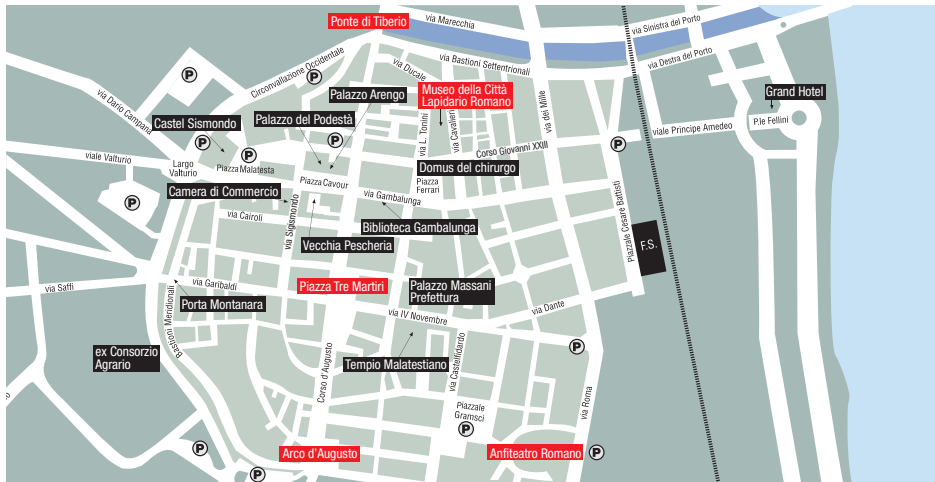 Ponte di Tiberio
via Marecchia
via Sinistra del Porto
via Destra del Porto
via Bastioni Settentrionali
Circonvallazione Occidentale
via Ducale
P
P
Museo della Città
Lapidario Romano
Palazzo Arengo
Grand Hotel
via Dario Campana
Castel Sismondo
Palazzo del Podestà
via L. Tonini
via Cavalieri
via dei Mille
viale Principe Amedeo
P.le Fellini
P
P
P
P
viale Valturio
Largo
Valturio
Piazza Malatesta
Corso Giovanni XXIII
Domus del chirurgo
Piazza Cavour
Piazza
Ferrari
Camera di Commercio
via Gambalunga
P
via Cairoli
via Sigismondo
Biblioteca Gambalunga
Vecchia Pescheria
Piazzale Cesare Battisti
F.S.
via Saffi
via Garibaldi
Piazza Tre Martiri
Palazzo Massani
Prefettura
Porta Montanara
via Dante
Bastioni Meridionali
via IV Novembre
P
ex Consorzio
Agrario
Corso d'Augusto
Tempio Malatestiano
via Castelfidardo
via Roma
Piazzale
Gramsci
P
P
Arco d'Augusto
Anfiteatro Romano
P
P